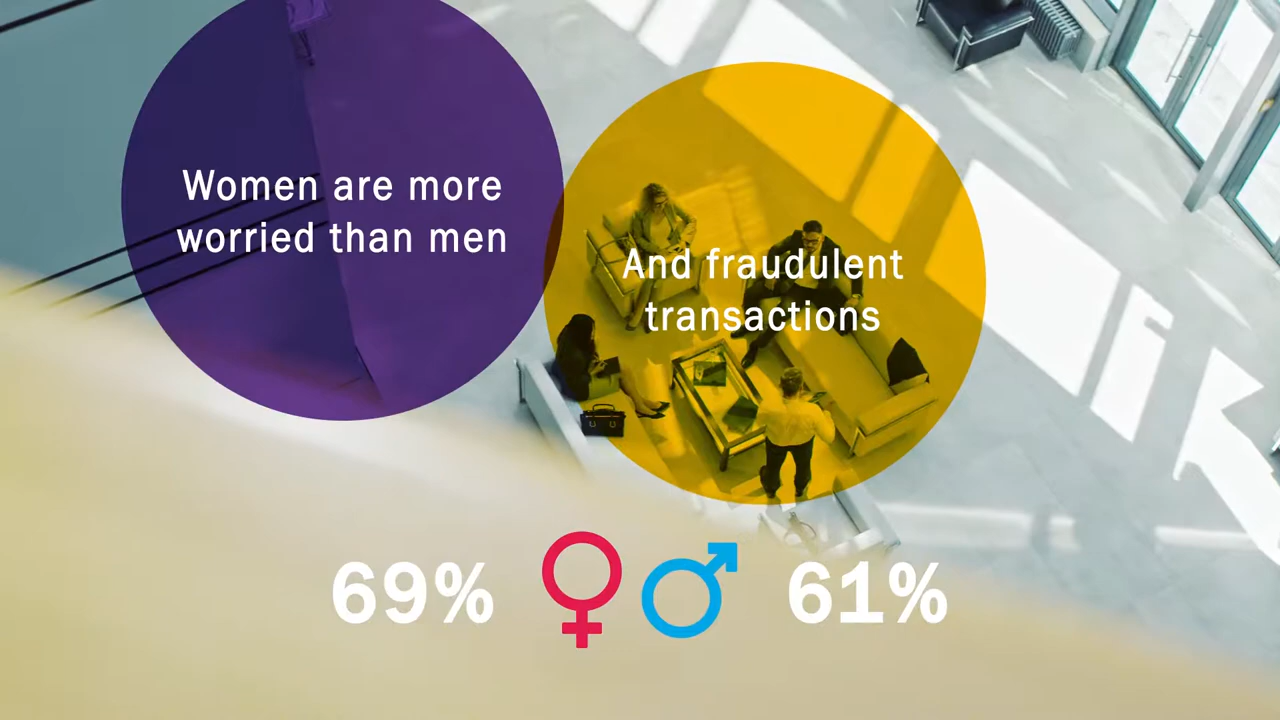 Women are more
worried than men
And fraudulent
transactions
69% 61%